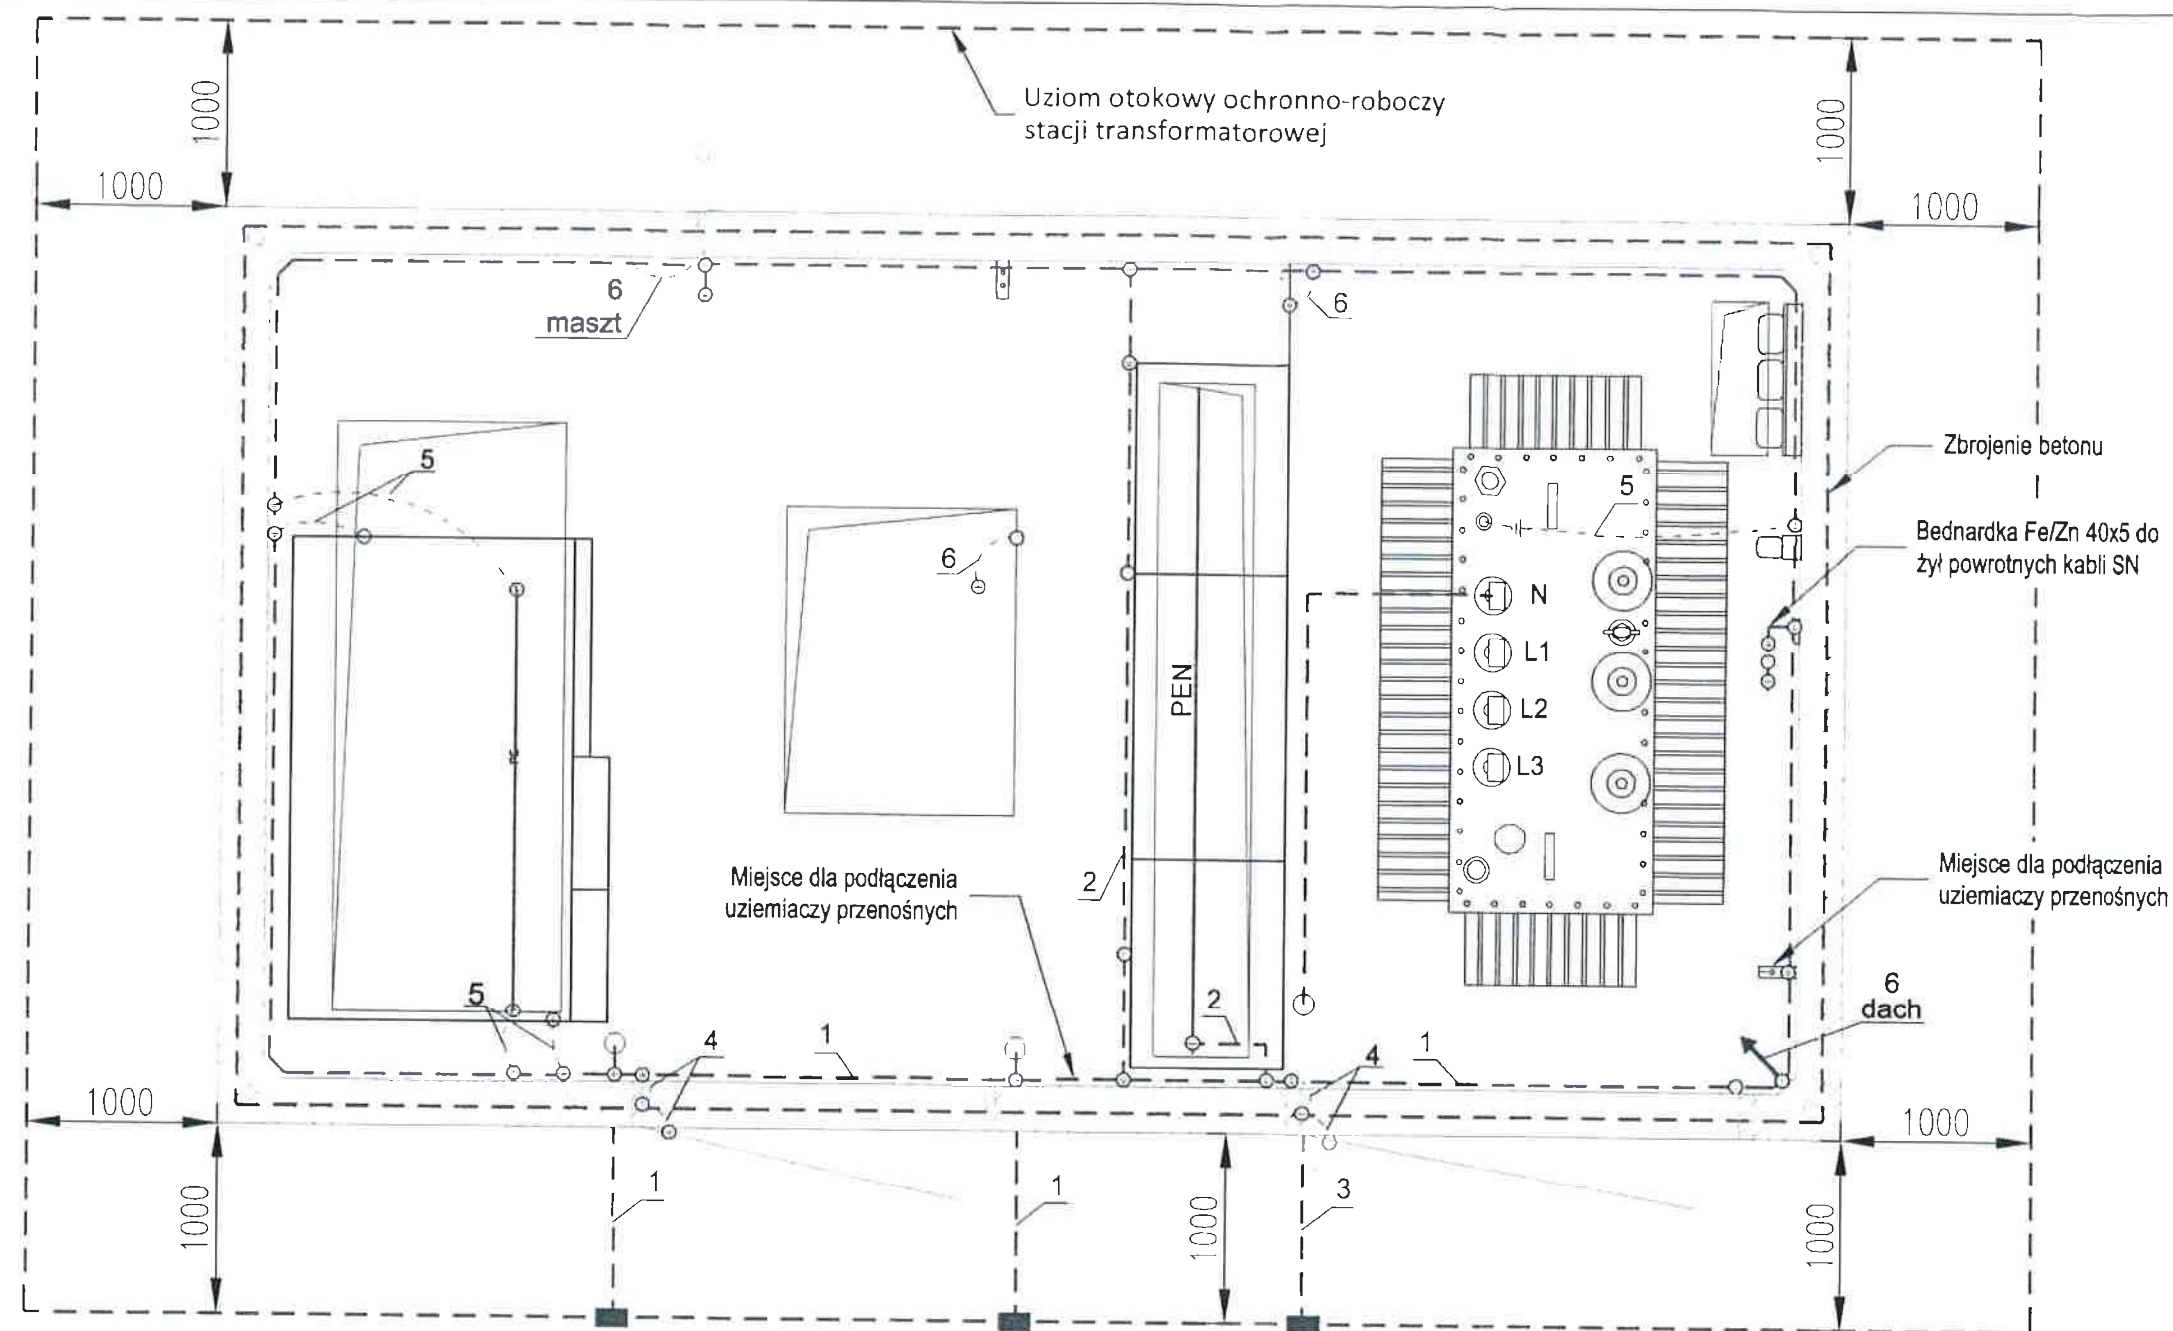 Uziom otokowy ochronno-roboczy
stacji transformatorowej
1000
1000
1000
1000
6
maszt
6
5
5
6
Zbrojenie betonu
Bednardka Fe/Zn 40x5 do
żył powrotnych kabli SN
N
L1
L2
L3
PEN
2
Miejsce dla podłączenia
uziemiaczy przenośnych
Miejsce dla podłączenia
uziemiaczy przenośnych
5
2
6
dach
4
1
4
1
1000
1000
1
1
3
1000
1000
1000